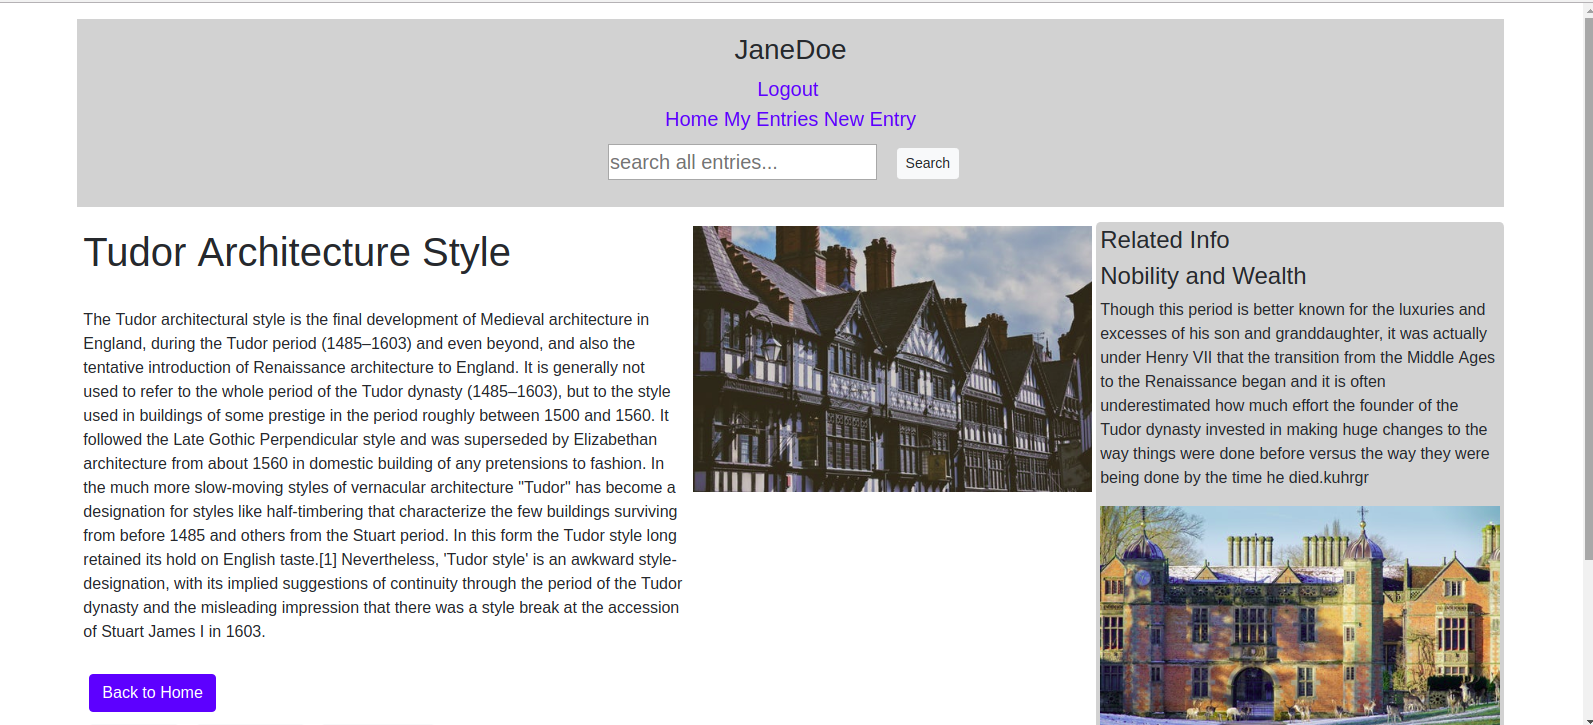 JaneDoe
Logout
Home My Entries New Entry
search all entries...
Search
Tudor Architecture Style
The Tudor architectural style is the final development of Medieval architecture in
England, during the Tudor period (1485–1603) and even beyond, and also the
tentative introduction of Renaissance architecture to England. It is generally not
used to refer to the whole period of the Tudor dynasty (1485–1603), but to the style
used in buildings of some prestige in the period roughly between 1500 and 1560. It
followed the Late Gothic Perpendicular style and was superseded by Elizabethan
architecture from about 1560 in domestic building of any pretensions to fashion. In
the much more slow-moving styles of vernacular architecture "Tudor" has become a
designation for styles like half-timbering that characterize the few buildings surviving
from before 1485 and others from the Stuart period. In this form the Tudor style long
retained its hold on English taste.[1] Nevertheless, 'Tudor style' is an awkward style-
designation, with its implied suggestions of continuity through the period of the Tudor
dynasty and the misleading impression that there was a style break at the accession
of Stuart James I in 1603.
Back to Home
Related Info
Nobility and Wealth
Though this period is better known for the luxuries and
excesses of his son and granddaughter, it was actually
under Henry VII that the transition from the Middle Ages
to the Renaissance began and it is often
underestimated how much effort the founder of the
Tudor dynasty invested in making huge changes to the
way things were done before versus the way they were
being done by the time he died.kuhrgr